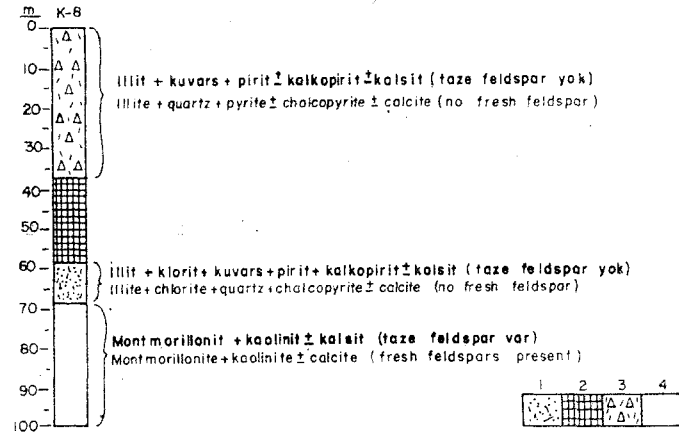 m K-8
0
10
Illit + kuvars + pirit ± kalkopirit ± kalsit (taze feldspar yok)
20
Illite + quartz + pyrite ± chalcopyrite ± calcite (no fresh feldspar)
30
40
50
60
Illit + klorit + kuvars + pirit + kalkopirit ± kalsit (taze feldspar yok)
Illite + chlorite + quartz + chalcopyrite ± calcite (no fresh feldspar)
70
Montmorillonit + kaolinit ± kalsit (taze feldspar var)
80
Montmorillonite + kaolinite ± calcite (fresh feldspars present)
90
1 2 3 4
100